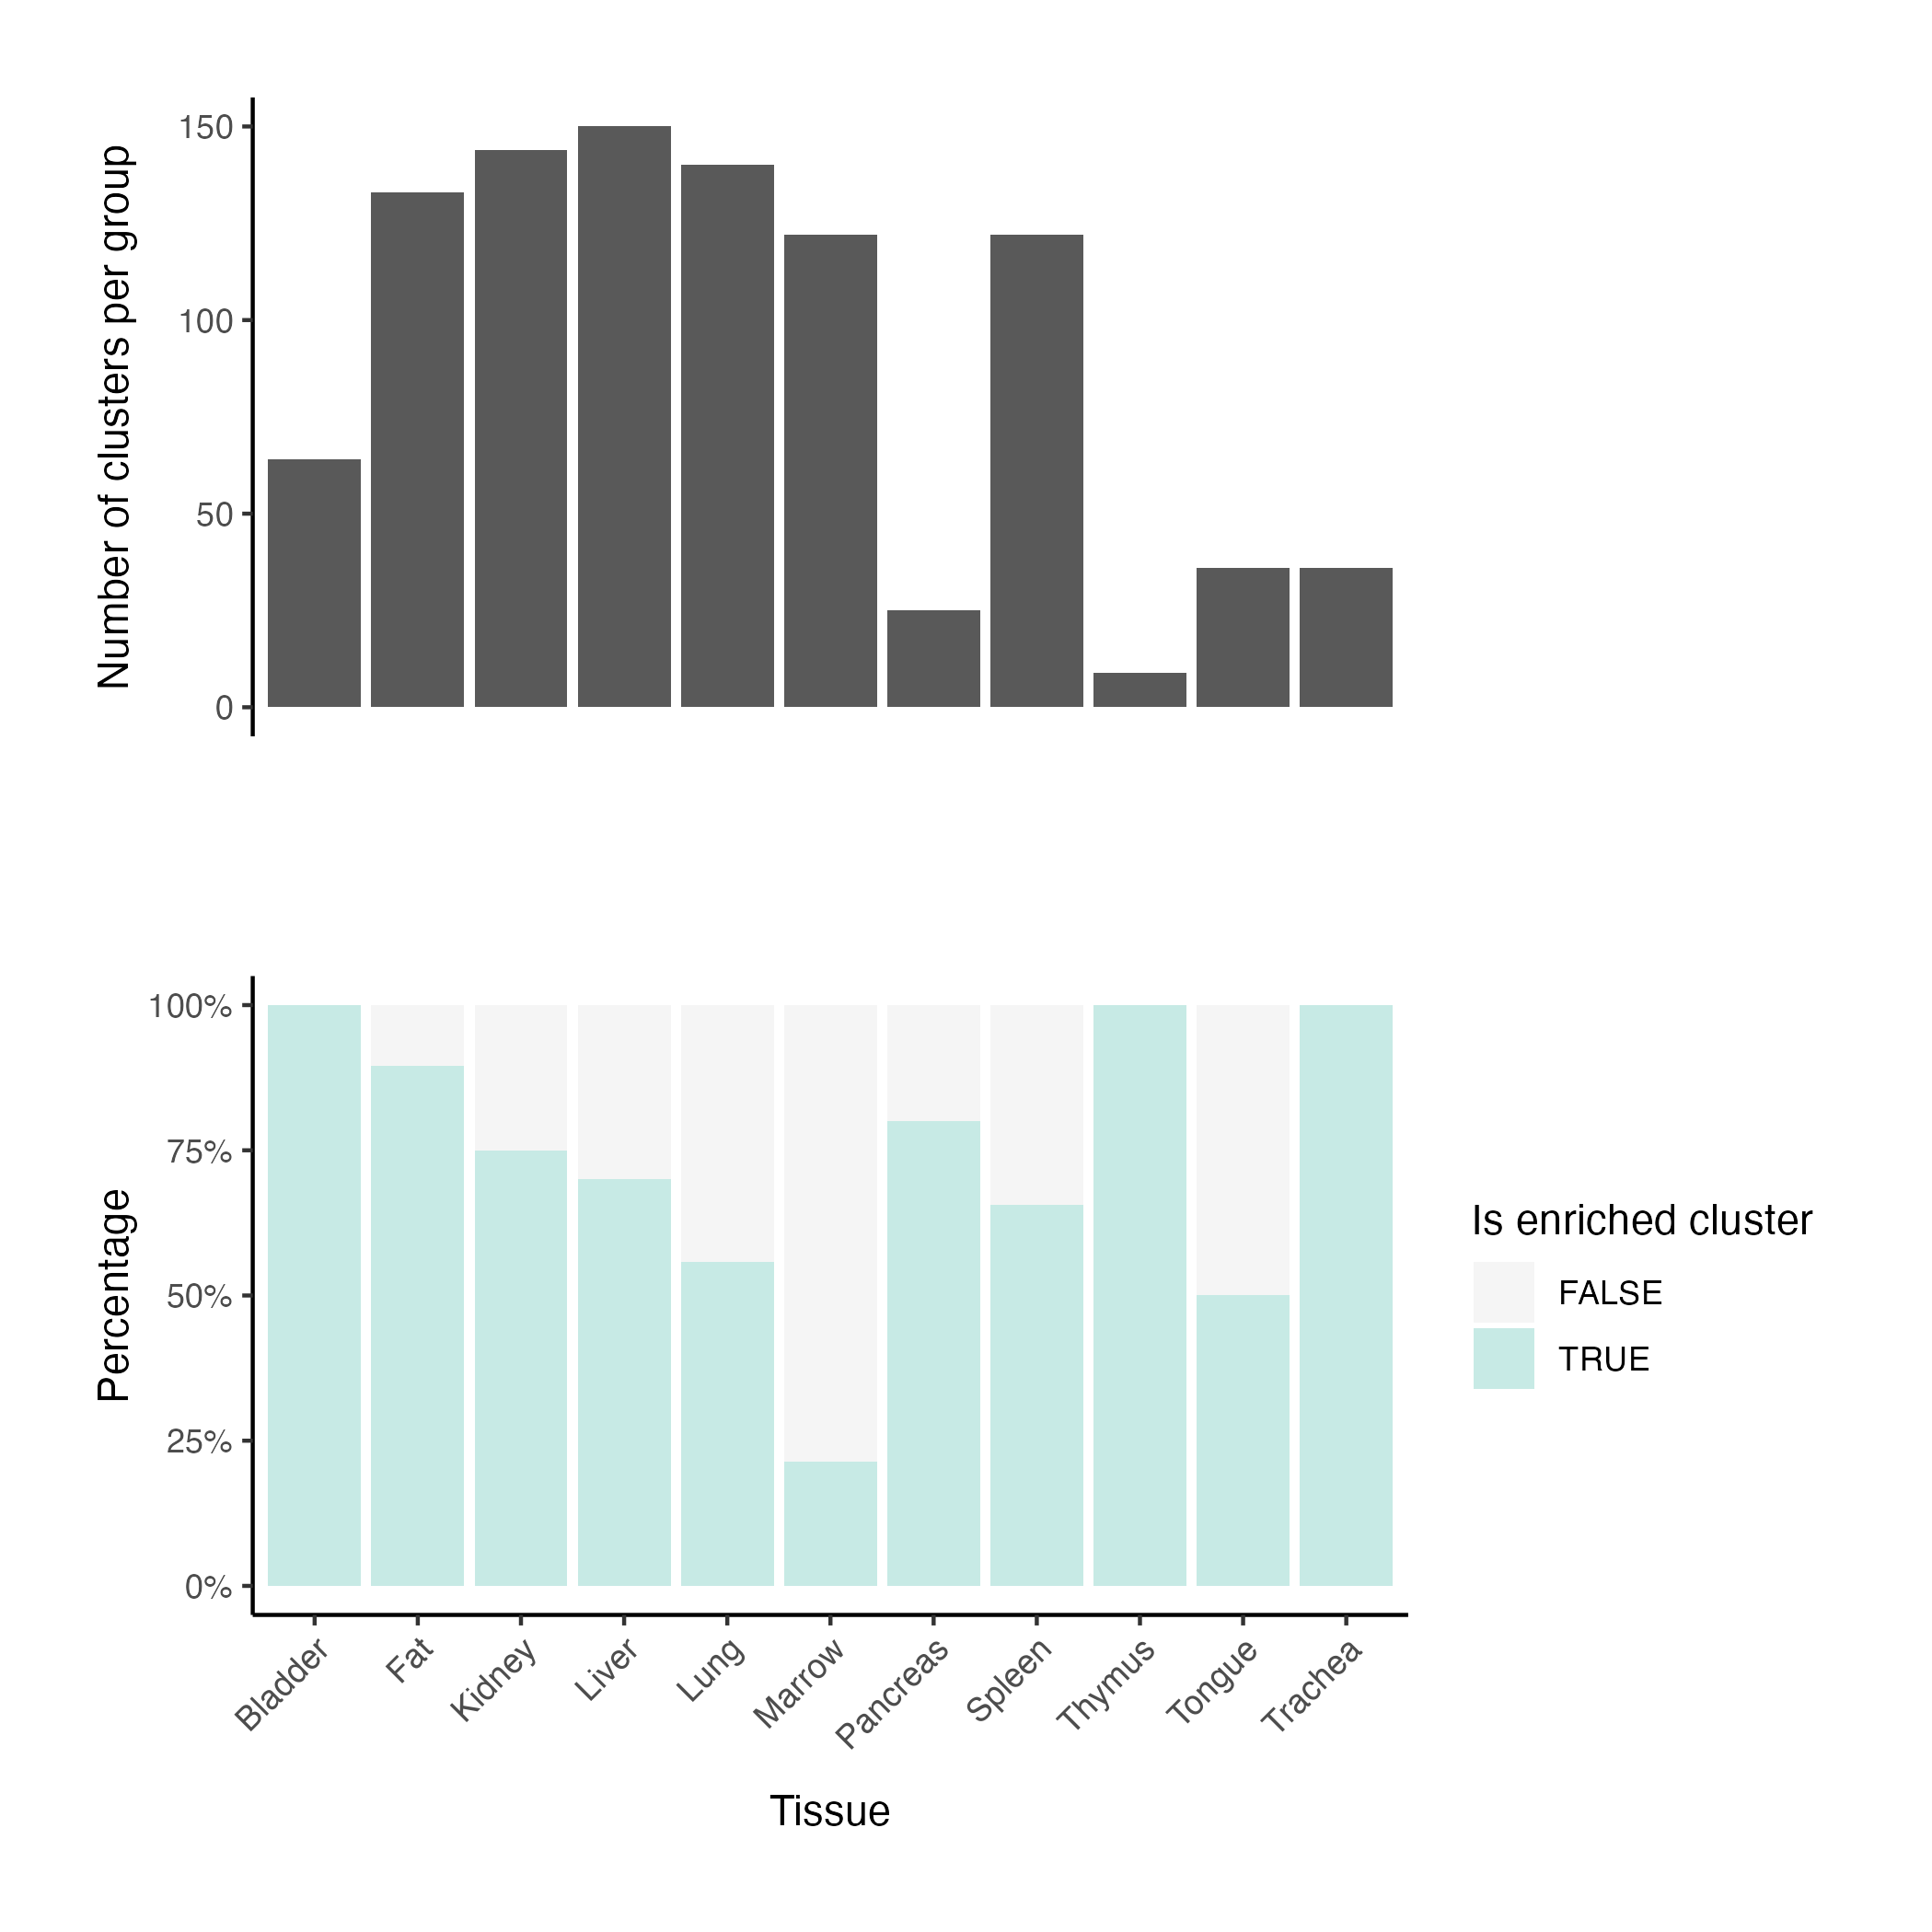 Number of clusters per group
150
100
50
0
Percentage
100%
75%
50%
25%
0%
Bladder
Fat
Kidney
Liver
Lung
Marrow
Pancreas
Spleen
Thymus
Tongue
Trachea
Tissue
Is enriched cluster
FALSE
TRUE